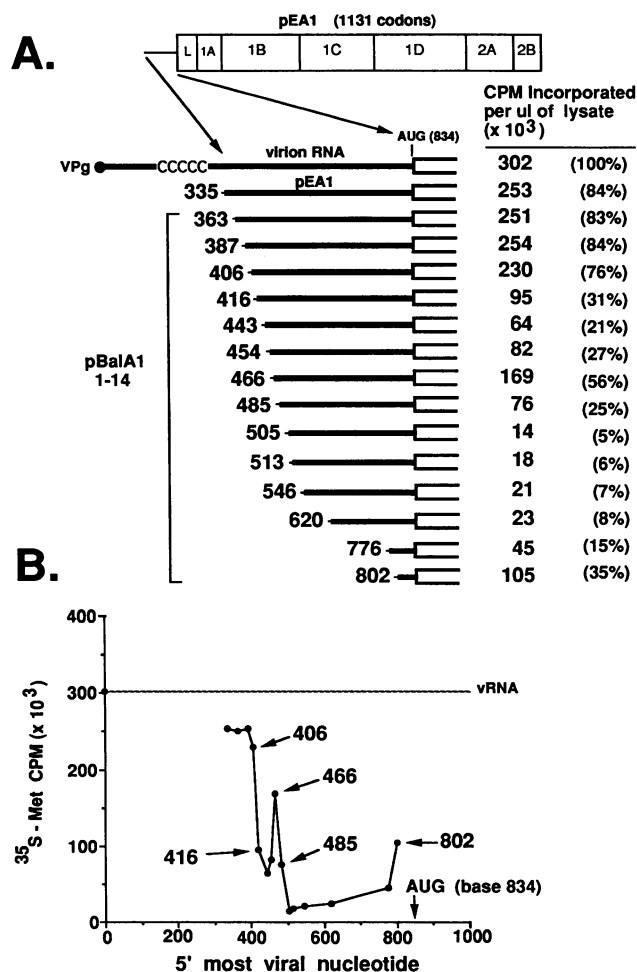 A.
pEA1 (1131 codons)
L 1A 1B 1C 1D 2A 2B
CPM Incorporated
per ul of lysate
(x 10³)
AUG (834)
VPg CCCCC virion RNA 302 (100%)
335 pEA1 253 (84%)
363 251 (83%)
387 254 (84%)
406 230 (76%)
416 95 (31%)
443 64 (21%)
454 82 (27%)
pBalA1
1-14
466 169 (56%)
485 76 (25%)
505 14 (5%)
513 18 (6%)
546 21 (7%)
620 23 (8%)
776 45 (15%)
802 105 (35%)
B.
400
300
200
100
0
³⁵S - Met CPM (x 10³)
vRNA
406
466
416
485
802
AUG (base 834)
0 200 400 600 800 1000
5' most viral nucleotide